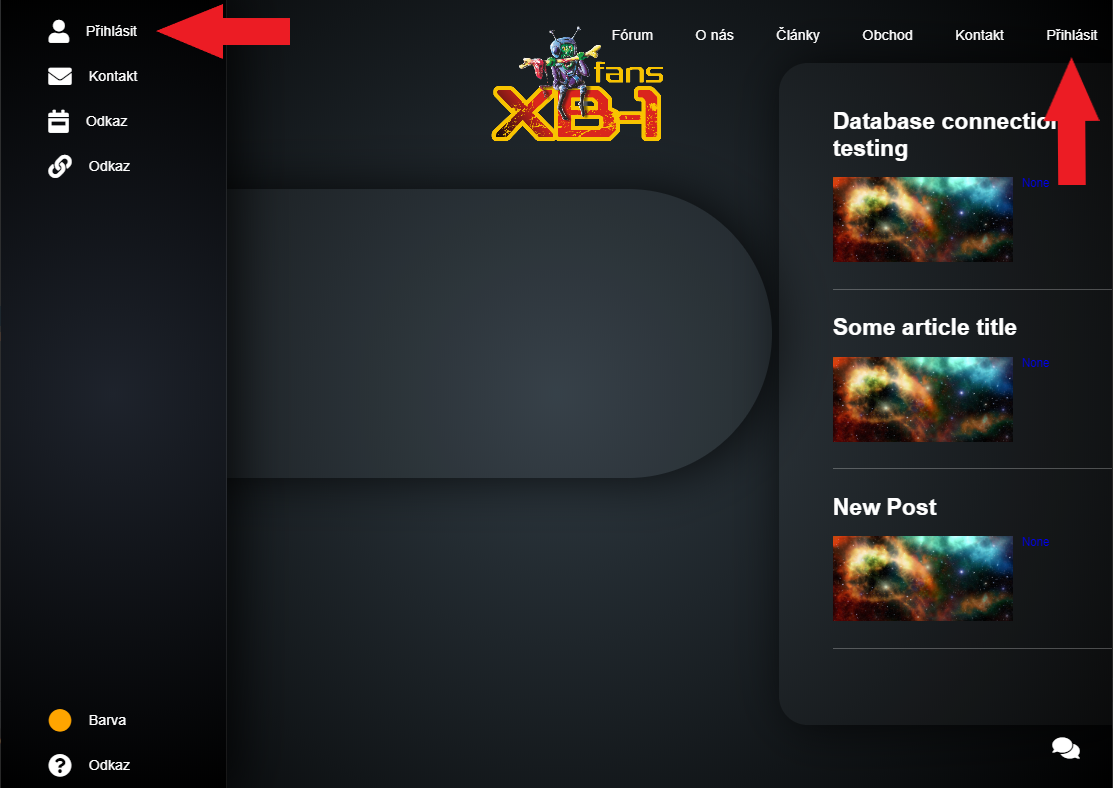 Přihlásit
Kontakt
Odkaz
Odkaz
Barva
Odkaz
fans
XB-1
Fórum O nás Články Obchod Kontakt Přihlásit
Database connection
testing
None
Some article title
None
New Post
None